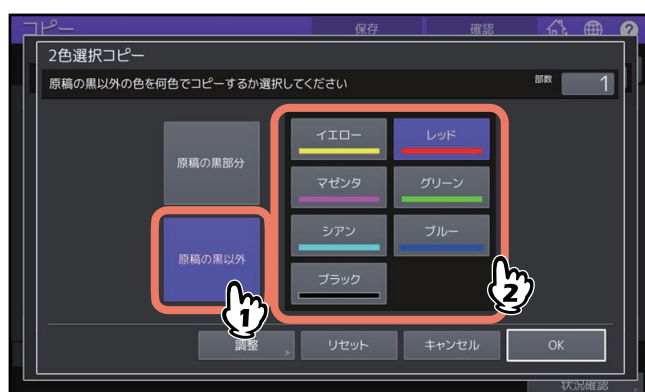 コピー 保存 確認 ?
2色選択コピー
原稿の黒以外の色を何色でコピーするか選択してください 部数 1
イエロー レッド
原稿の黒部分
マゼンタ グリーン
シアン ブルー
原稿の黒以外
ブラック
1 2
調整 リセット キャンセル OK
状況確認